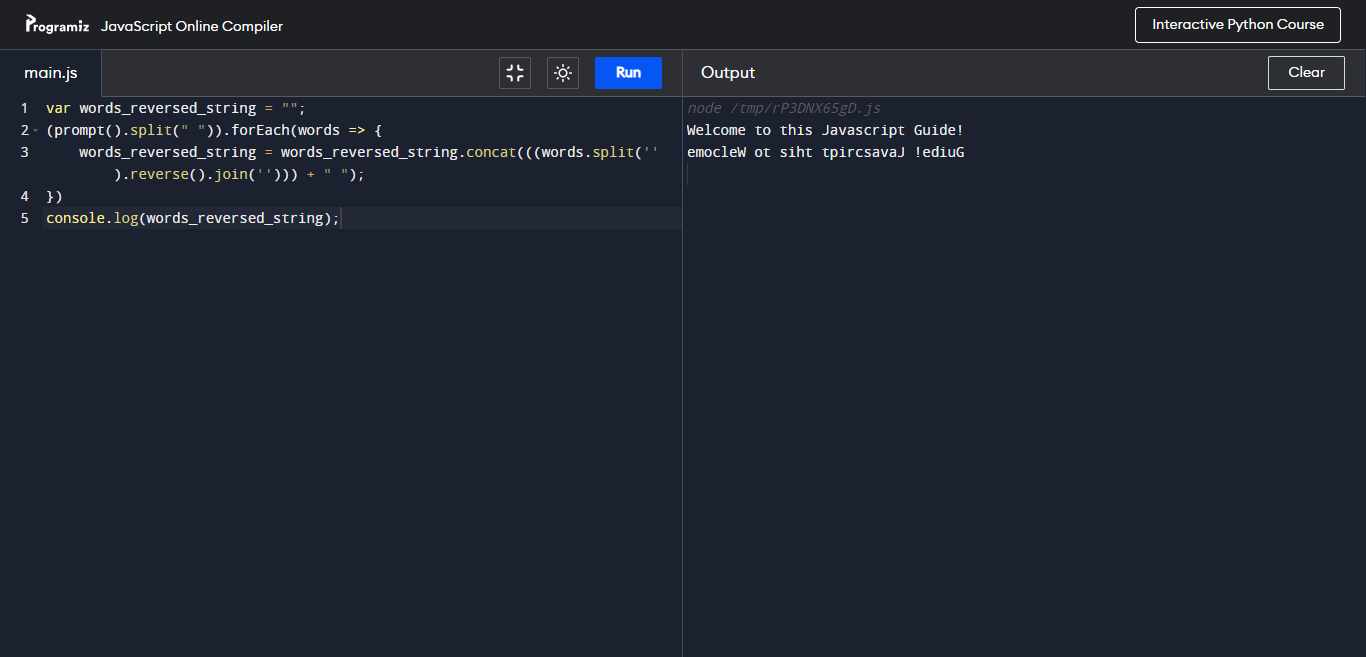 Programiz JavaScript Online Compiler
Interactive Python Course
main.js
Run
Output
Clear
1 var words_reversed_string = "";
2 (prompt().split(" ")).forEach(words => {
3 words_reversed_string = words_reversed_string.concat(((words.split(''
).reverse().join(''))) + " ");
4 })
5 console.log(words_reversed_string);
node /tmp/rP3DNX65gD.js
Welcome to this Javascript Guide!
emocleW ot siht tpircsavaJ !ediuG